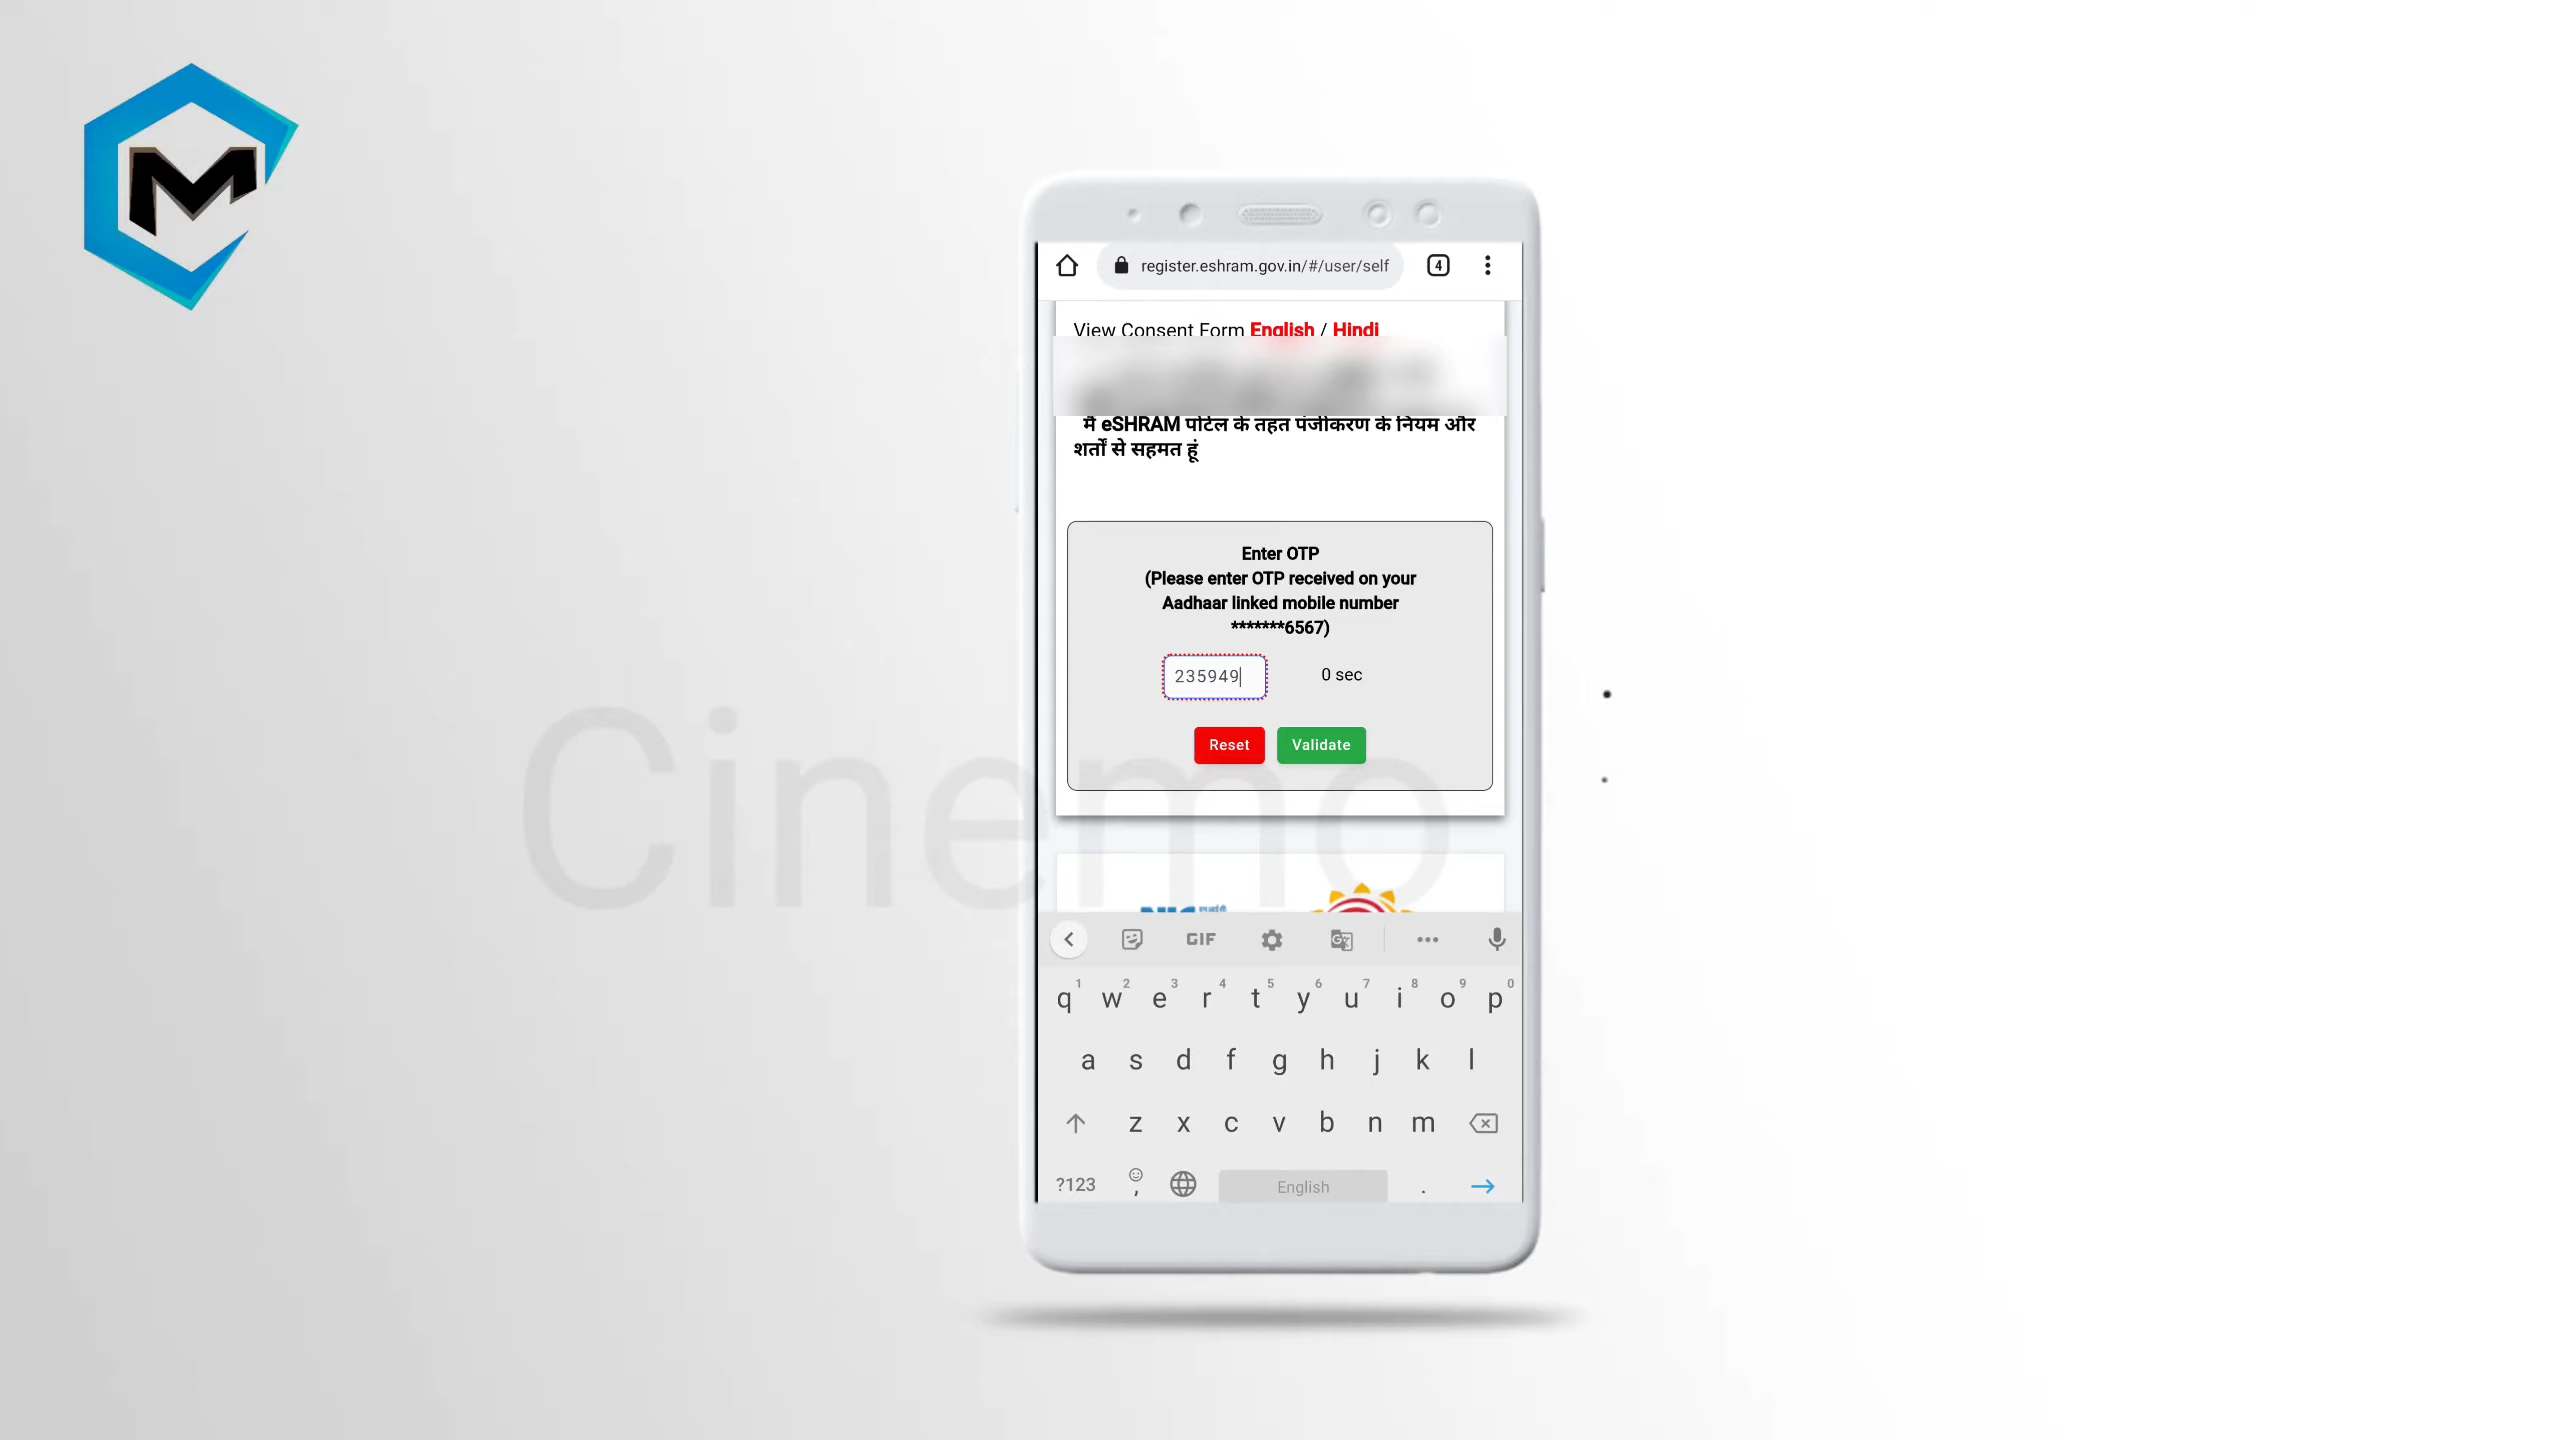 M
register.eshram.gov.in/#/user/self
4
View Consent Form English / Hindi
मैं eSHRAM पोर्टल के तहत पंजीकरण के नियम और
शर्तों से सहमत हूं
Enter OTP
(Please enter OTP received on your
Aadhaar linked mobile number
*******6567)
235949
0 sec
Reset
Validate
Cinemo
GIF
1 2 3 4 5 6 7 8 9 0
q w e r t y u i o p
a s d f g h j k l
z x c v b n m
?123 , English .